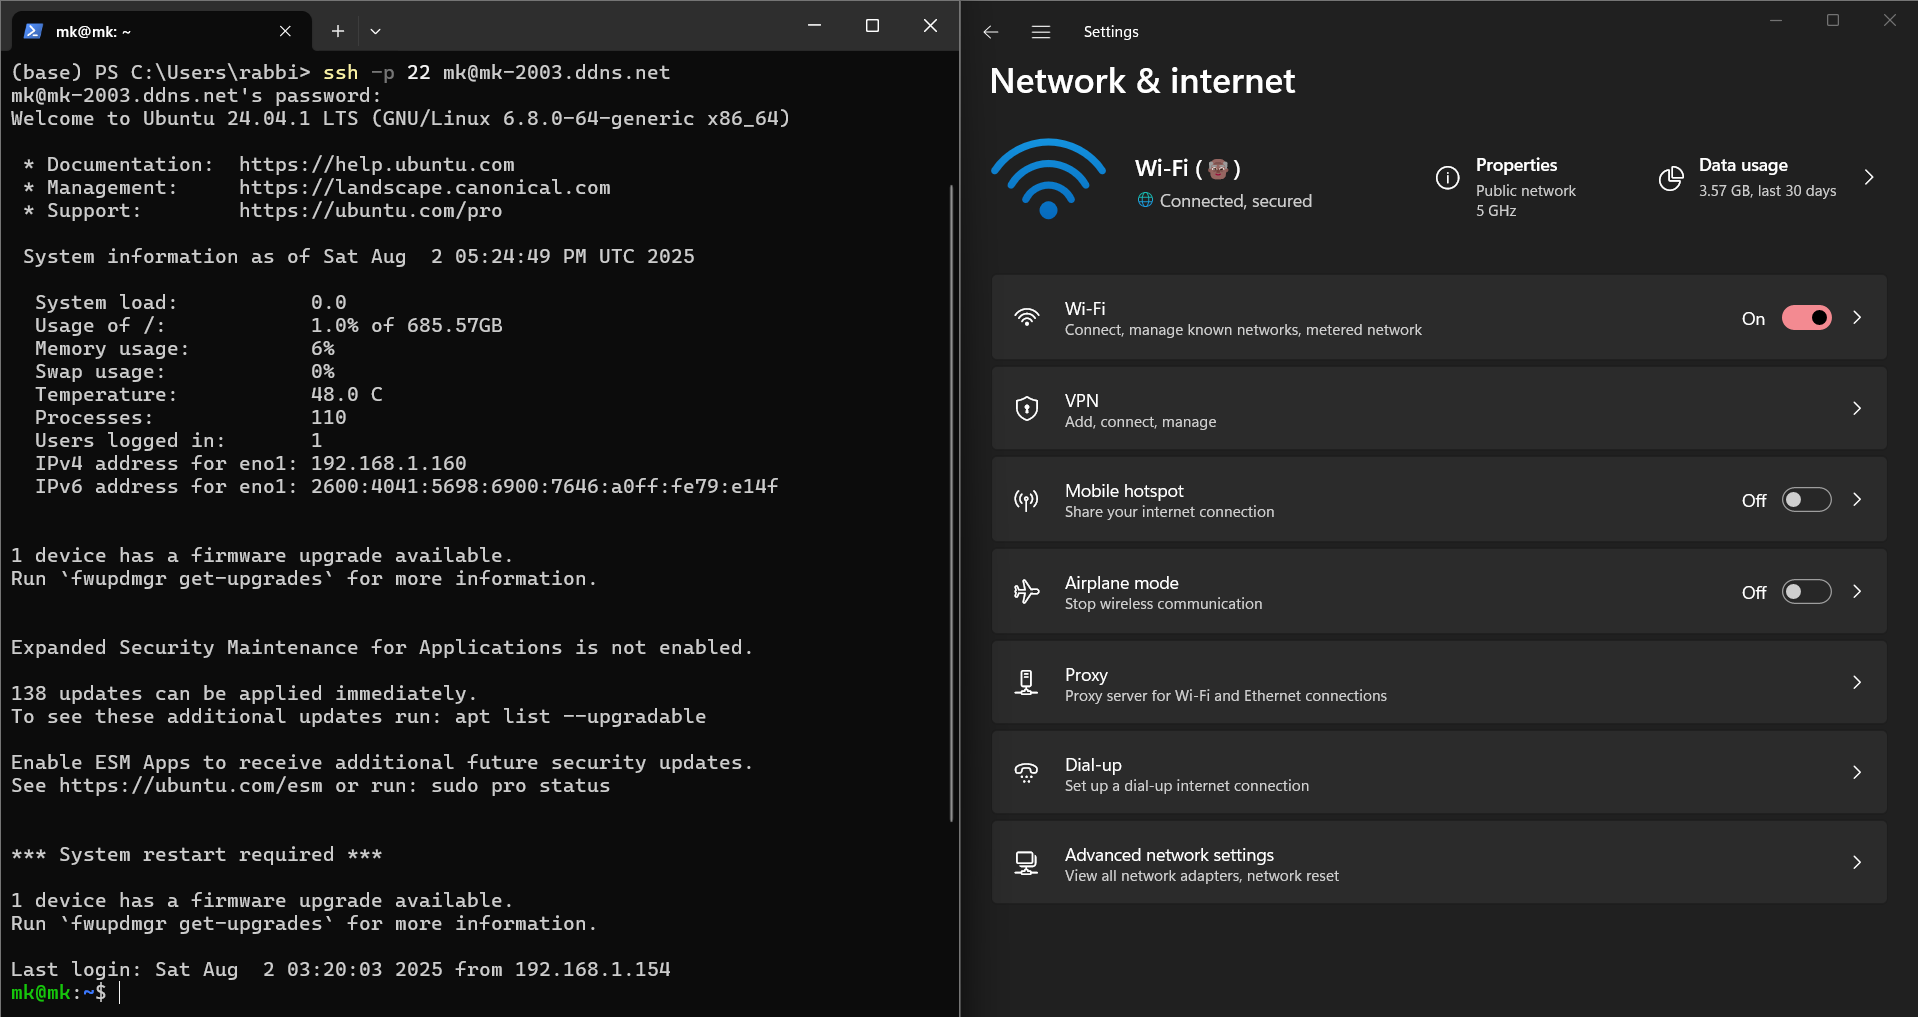 mk@mk: ~
(base) PS C:\Users\rabbi> ssh -p 22 mk@mk-2003.ddns.net
mk@mk-2003.ddns.net's password:
Welcome to Ubuntu 24.04.1 LTS (GNU/Linux 6.8.0-64-generic x86_64)
* Documentation:  https://help.ubuntu.com
* Management:     https://landscape.canonical.com
* Support:        https://ubuntu.com/pro
System information as of Sat Aug  2 05:24:49 PM UTC 2025
System load:           0.0
Usage of /:            1.0% of 685.57GB
Memory usage:          6%
Swap usage:            0%
Temperature:           48.0 C
Processes:             110
Users logged in:       1
IPv4 address for eno1: 192.168.1.160
IPv6 address for eno1: 2600:4041:5698:6900:7646:a0ff:fe79:e14f
1 device has a firmware upgrade available.
Run `fwupdmgr get-upgrades` for more information.
Expanded Security Maintenance for Applications is not enabled.
138 updates can be applied immediately.
To see these additional updates run: apt list --upgradable
Enable ESM Apps to receive additional future security updates.
See https://ubuntu.com/esm or run: sudo pro status
*** System restart required ***
1 device has a firmware upgrade available.
Run `fwupdmgr get-upgrades` for more information.
Last login: Sat Aug  2 03:20:03 2025 from 192.168.1.154
mk@mk:~$
Settings
Network & internet
Wi-Fi ( 👴🏾 )
Connected, secured
Properties
Public network
5 GHz
Data usage
3.57 GB, last 30 days
Wi-Fi
Connect, manage known networks, metered network
On
VPN
Add, connect, manage
Mobile hotspot
Share your internet connection
Off
Airplane mode
Stop wireless communication
Off
Proxy
Proxy server for Wi-Fi and Ethernet connections
Dial-up
Set up a dial-up internet connection
Advanced network settings
View all network adapters, network reset